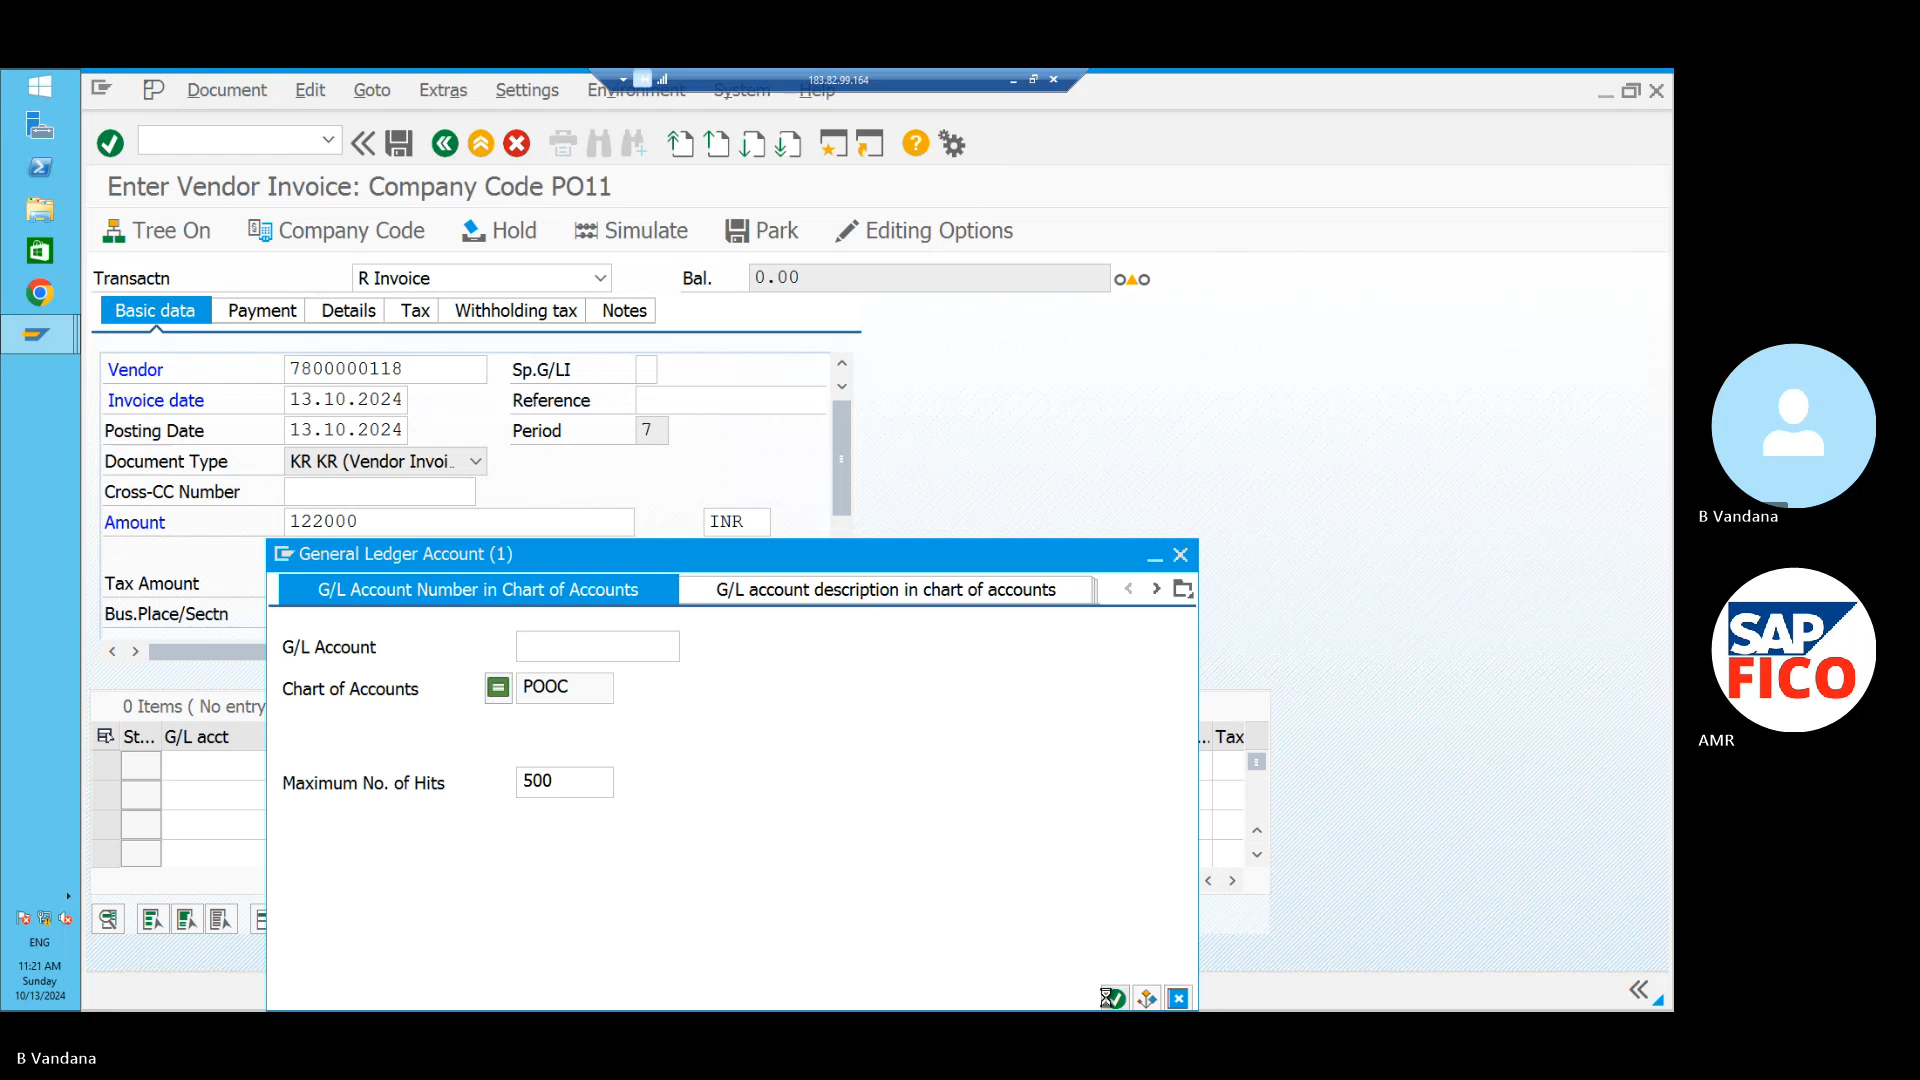 183.82.99.164
Document Edit Goto Extras Settings Environment System Help
Enter Vendor Invoice: Company Code PO11
Tree On Company Code Hold Simulate Park Editing Options
Transactn R Invoice Bal. 0.00
Basic data Payment Details Tax Withholding tax Notes
Vendor 7800000118 Sp.G/LI
Invoice date 13.10.2024 Reference
Posting Date 13.10.2024 Period 7
Document Type KR KR (Vendor Invoi..
Cross-CC Number
Amount 122000 INR
General Ledger Account (1)
G/L Account Number in Chart of Accounts G/L account description in chart of accounts
Tax Amount
Bus.Place/Sectn
G/L Account
Chart of Accounts POOC
Maximum No. of Hits 500
0 Items ( No entry
St... G/L acct
... Tax
ENG
11:21 AM
Sunday
10/13/2024
B Vandana
SAP
FICO
AMR
B Vandana